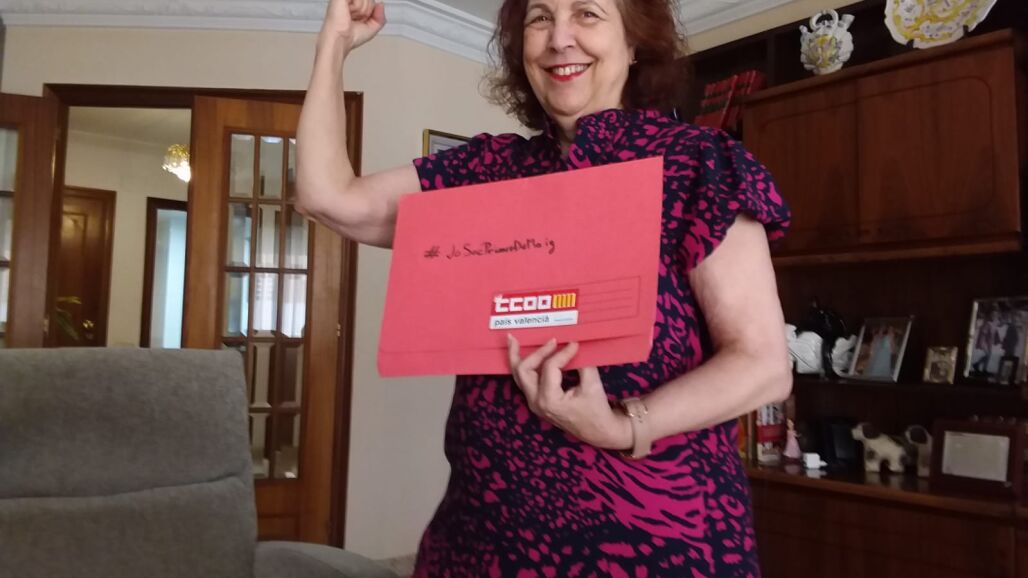 # JoSocPrimerDeMaig
ccoo
país valencià